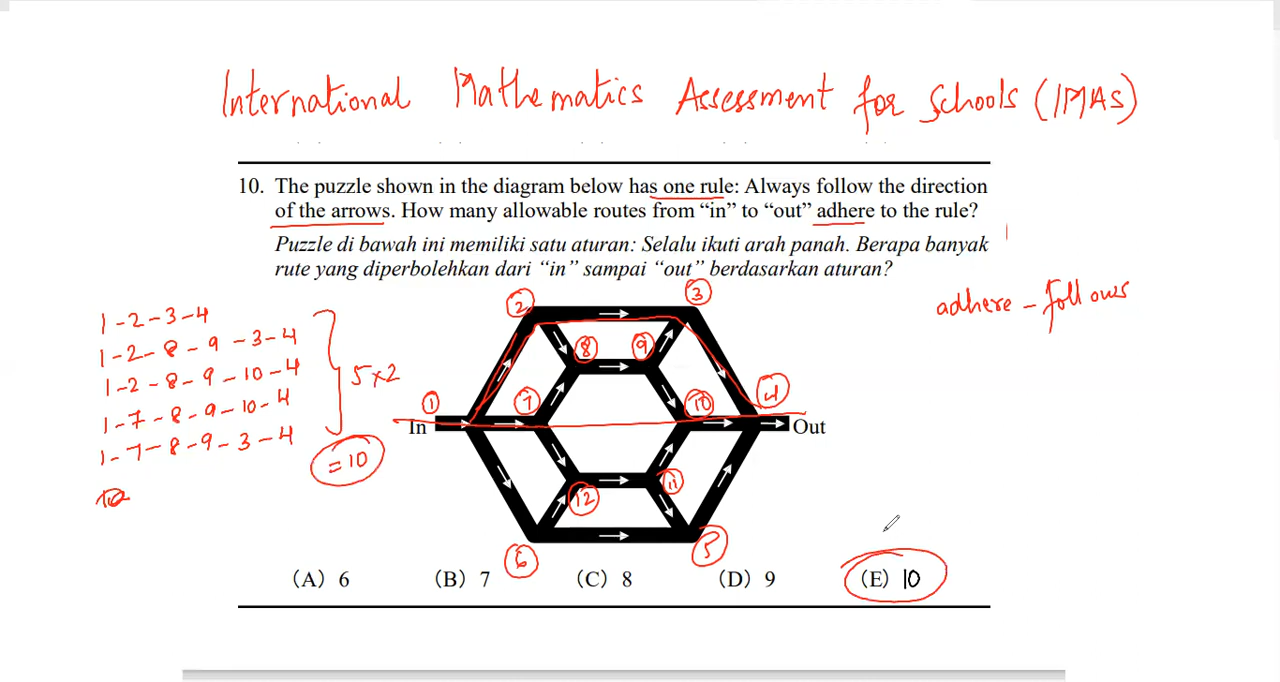 International Mathematics Assessment for Schools (IMAS)
10. The puzzle shown in the diagram below has one rule: Always follow the direction
of the arrows. How many allowable routes from “in” to “out” adhere to the rule?
Puzzle di bawah ini memiliki satu aturan: Selalu ikuti arah panah. Berapa banyak
rute yang diperbolehkan dari “in” sampai “out” berdasarkan aturan?
adhere - follows
1-2-3-4
1-2-8-9-3-4
1-2-8-9-10-4
1-7-8-9-10-4
1-7-8-9-3-4
5x2
=10
2
3
8
9
1
7
10
4
In
Out
12
11
6
5
(A) 6 (B) 7 (C) 8 (D) 9 (E) 10